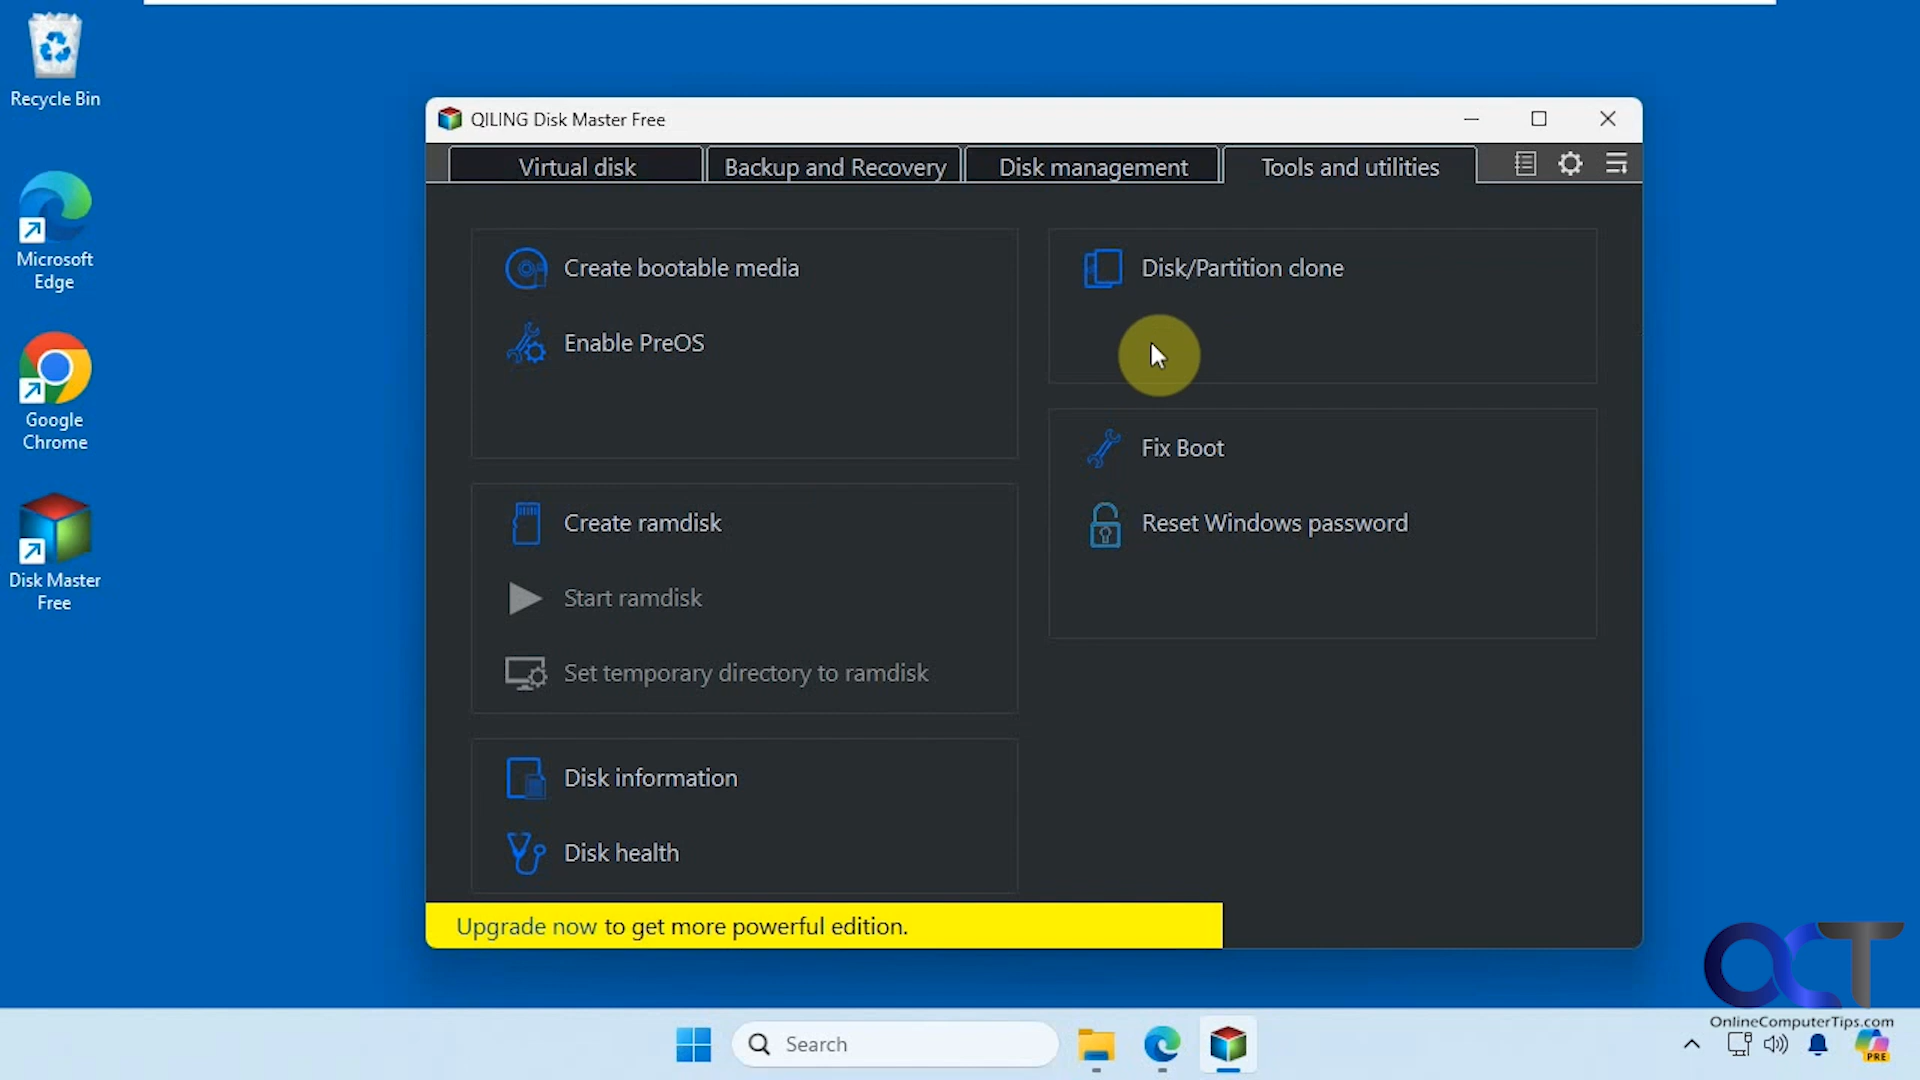 Recycle Bin
Microsoft
Edge
Google
Chrome
Disk Master
Free
QILING Disk Master Free
Virtual disk
Backup and Recovery
Disk management
Tools and utilities
Create bootable media
Enable PreOS
Create ramdisk
Start ramdisk
Set temporary directory to ramdisk
Disk information
Disk health
Disk/Partition clone
Fix Boot
Reset Windows password
Upgrade now to get more powerful edition.
OCT
OnlineComputerTips.com
Search
PRE